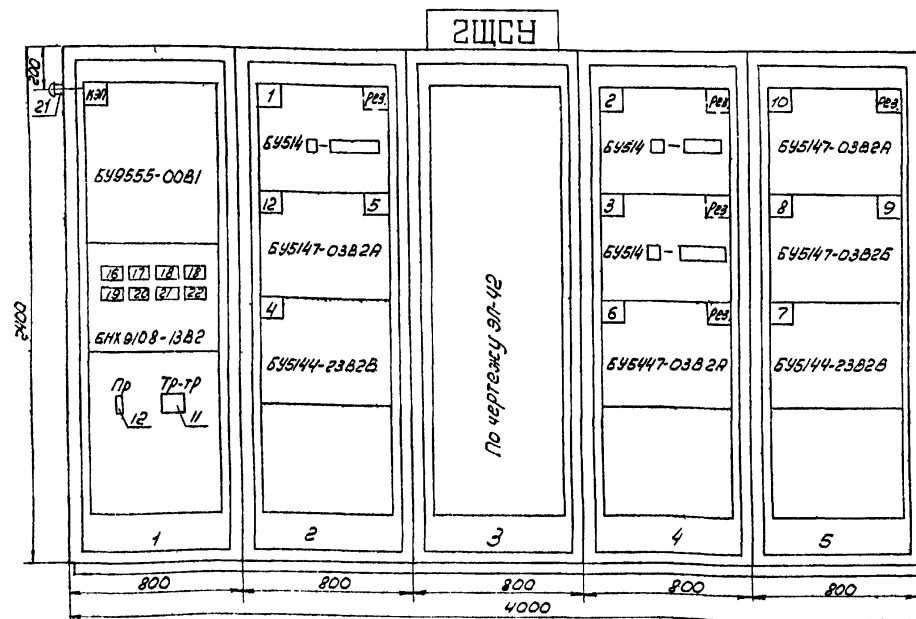 2ЩСУ
200
21
КЭП
БУ9555-00В1
16 17 18 18
19 20 21 22
БНХ9108-13В2
Пр
Тр-тр
12
11
1
1
Рез.
БУ514 -
12
5
БУ5147-03В2А
4
БУ5144-23В2В
2
По чертежу ЭЛ-42
3
2
Рез.
БУ514 -
3
Рез.
БУ514 -
6
Рез.
БУ5447-03В2А
4
10
Рез.
БУ5147-03В2А
8
9
БУ5147-03В2Б
7
БУ5144-23В2В
5
2400
800
800
800
800
800
4000